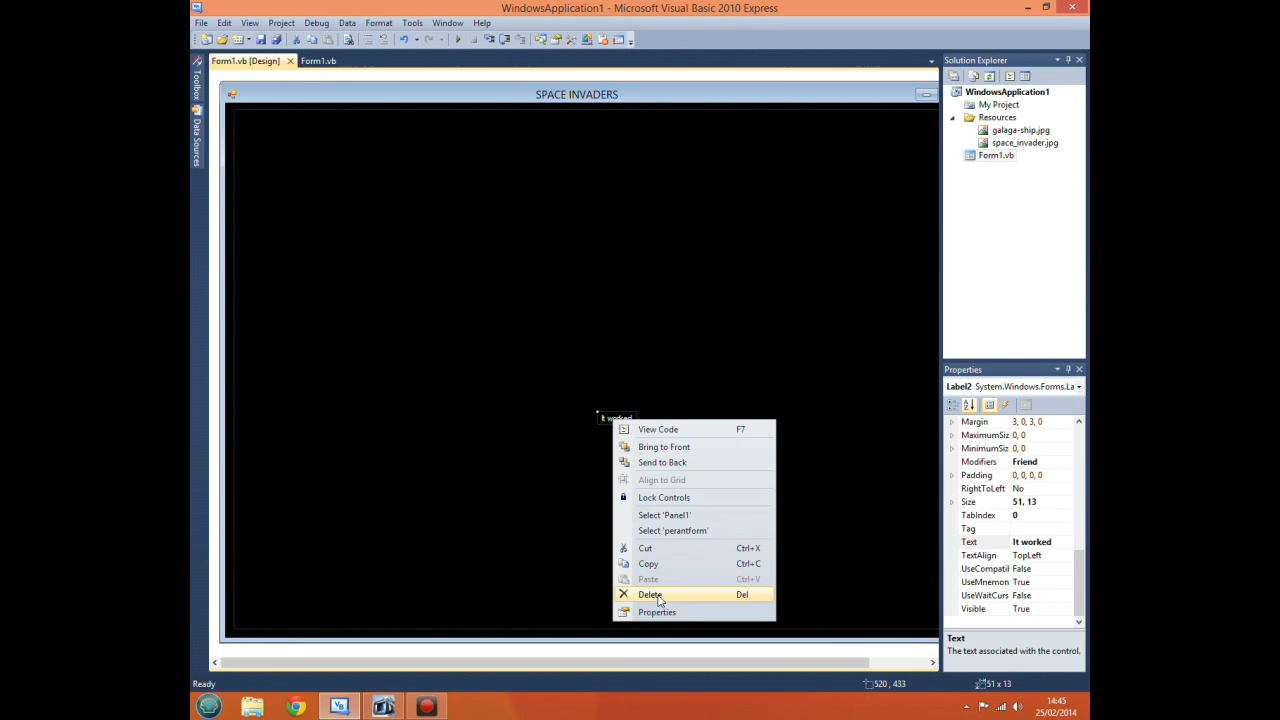 WindowsApplication1 - Microsoft Visual Basic 2010 Express
File Edit View Project Debug Data Format Tools Window Help
Form1.vb [Design] Form1.vb
Toolbox
Data Sources
SPACE INVADERS
It worked
View Code F7
Bring to Front
Send to Back
Align to Grid
Lock Controls
Select 'Panel1'
Select 'perantform'
Cut Ctrl+X
Copy Ctrl+C
Paste Ctrl+V
Delete Del
Properties
Solution Explorer
WindowsApplication1
My Project
Resources
galaga-ship.jpg
space_invader.jpg
Form1.vb
Properties
Label2 System.Windows.Forms.La
Margin 3, 0, 3, 0
MaximumSiz 0, 0
MinimumSiz 0, 0
Modifiers Friend
Padding 0, 0, 0, 0
RightToLeft No
Size 51, 13
TabIndex 0
Tag
Text It worked
TextAlign TopLeft
UseCompatil False
UseMnemon True
UseWaitCurs False
Visible True
Text
The text associated with the control.
Ready 520 , 433 51 x 13
VB
14:45
25/02/2014